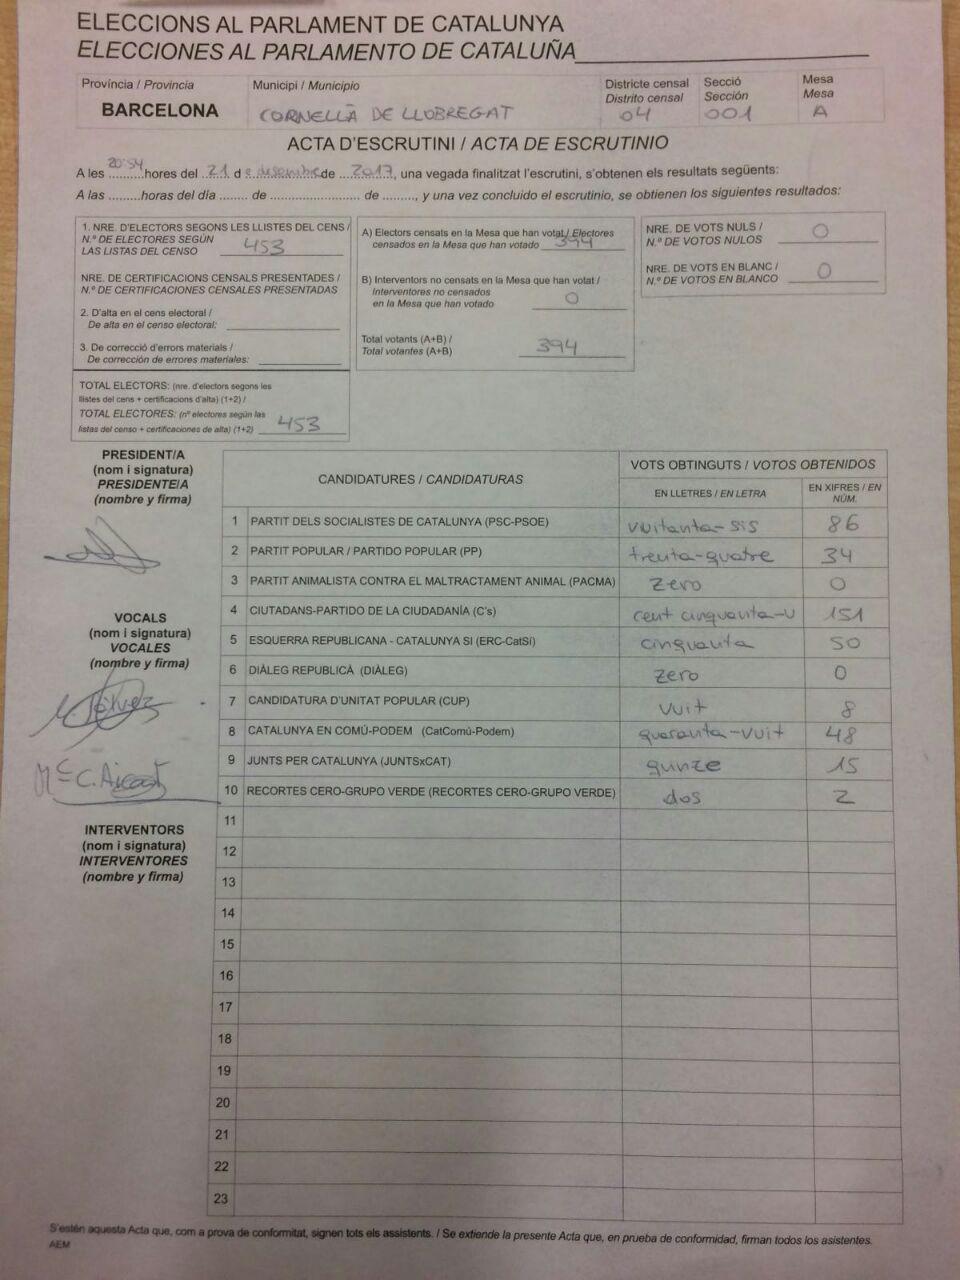 ELECCIONS AL PARLAMENT DE CATALUNYA
ELECCIONES AL PARLAMENTO DE CATALUÑA
Província / Provincia
BARCELONA
Municipi / Municipio
CORNELLÀ DE LLOBREGAT
Districte censal
Distrito censal
04
Secció
Sección
001
Mesa
Mesa
A
ACTA D'ESCRUTINI / ACTA DE ESCRUTINIO
A les 20:54 hores del 21 d e desembre de 2017, una vegada finalitzat l'escrutini, s'obtenen els resultats següents:
A las .........horas del día ........ de ......................... de ........., y una vez concluido el escrutinio, se obtienen los siguientes resultados:
1. NRE. D'ELECTORS SEGONS LES LLISTES DEL CENS /
N.º DE ELECTORES SEGÚN
LAS LISTAS DEL CENSO 453
NRE. DE CERTIFICACIONS CENSALS PRESENTADES /
N.º DE CERTIFICACIONES CENSALES PRESENTADAS
2. D'alta en el cens electoral /
De alta en el censo electoral:
3. De correcció d'errors materials /
De corrección de errores materiales:
TOTAL ELECTORS: (nre. d'electors segons les
llistes del cens + certificacions d'alta) (1+2) /
TOTAL ELECTORES: (nº electores según las
listas del censo + certificaciones de alta) (1+2) 453
A) Electors censats en la Mesa que han votat / Electores
censados en la Mesa que han votado 394
B) Interventors no censats en la Mesa que han votat /
Interventores no censados
en la Mesa que han votado 0
Total votants (A+B) /
Total votantes (A+B) 394
NRE. DE VOTS NULS /
N.º DE VOTOS NULOS 0
NRE. DE VOTS EN BLANC /
N.º DE VOTOS EN BLANCO 0
PRESIDENT/A
(nom i signatura)
PRESIDENTE/A
(nombre y firma)
VOCALS
(nom i signatura)
VOCALES
(nombre y firma)
Mª C.
INTERVENTORS
(nom i signatura)
INTERVENTORES
(nombre y firma)
CANDIDATURES / CANDIDATURAS
VOTS OBTINGUTS / VOTOS OBTENIDOS
EN LLETRES / EN LETRA
EN XIFRES / EN NÚM.
1 PARTIT DELS SOCIALISTES DE CATALUNYA (PSC-PSOE) vuitanta-sis 86
2 PARTIT POPULAR / PARTIDO POPULAR (PP) trenta-quatre 34
3 PARTIT ANIMALISTA CONTRA EL MALTRACTAMENT ANIMAL (PACMA) zero 0
4 CIUTADANS-PARTIDO DE LA CIUDADANÍA (C's) cent cinquanta-u 151
5 ESQUERRA REPUBLICANA - CATALUNYA SI (ERC-CatSí) cinquanta 50
6 DIÀLEG REPUBLICÀ (DIÀLEG) zero 0
7 CANDIDATURA D'UNITAT POPULAR (CUP) vuit 8
8 CATALUNYA EN COMÚ-PODEM (CatComú-Podem) quaranta-vuit 48
9 JUNTS PER CATALUNYA (JUNTSxCAT) qunze 15
10 RECORTES CERO-GRUPO VERDE (RECORTES CERO-GRUPO VERDE) dos 2
11
12
13
14
15
16
17
18
19
20
21
22
23
S'estén aquesta Acta que, com a prova de conformitat, signen tots els assistents. / Se extiende la presente Acta que, en prueba de conformidad, firman todos los asistentes.
AEM